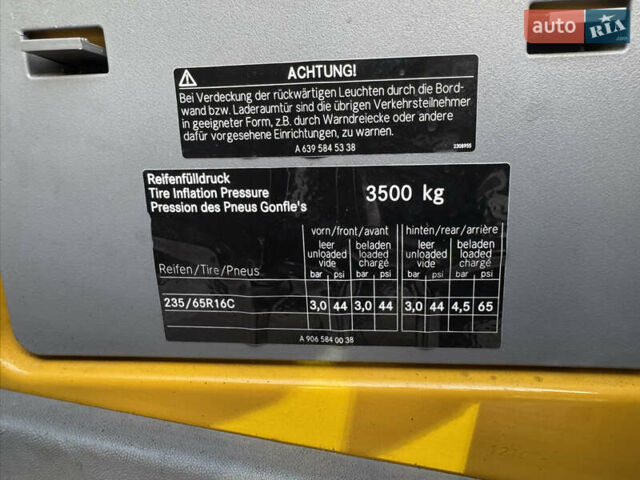 auto RIA
.com
ACHTUNG!
Bei Verdeckung der rückwärtigen Leuchten durch die Bord-
wand bzw. Laderaumtür sind die übrigen Verkehrsteilnehmer
in geeigneter Form, z.B. durch Warndreiecke oder andere
dafür vorgesehene Einrichtungen, zu warnen.
A 639 584 53 38
2308955
Reifenfülldruck
Tire Inflation Pressure
Pression des Pneus Gonfle's
3500 kg
vorn/front/avant hinten/rear/arrière
leer beladen leer beladen
unloaded loaded unloaded loaded
vide chargé vide chargé
Reifen/Tire/Pneus bar psi bar psi bar psi bar psi
235/65R16C 3,0 44 3,0 44 3,0 44 4,5 65
A 906 584 00 38